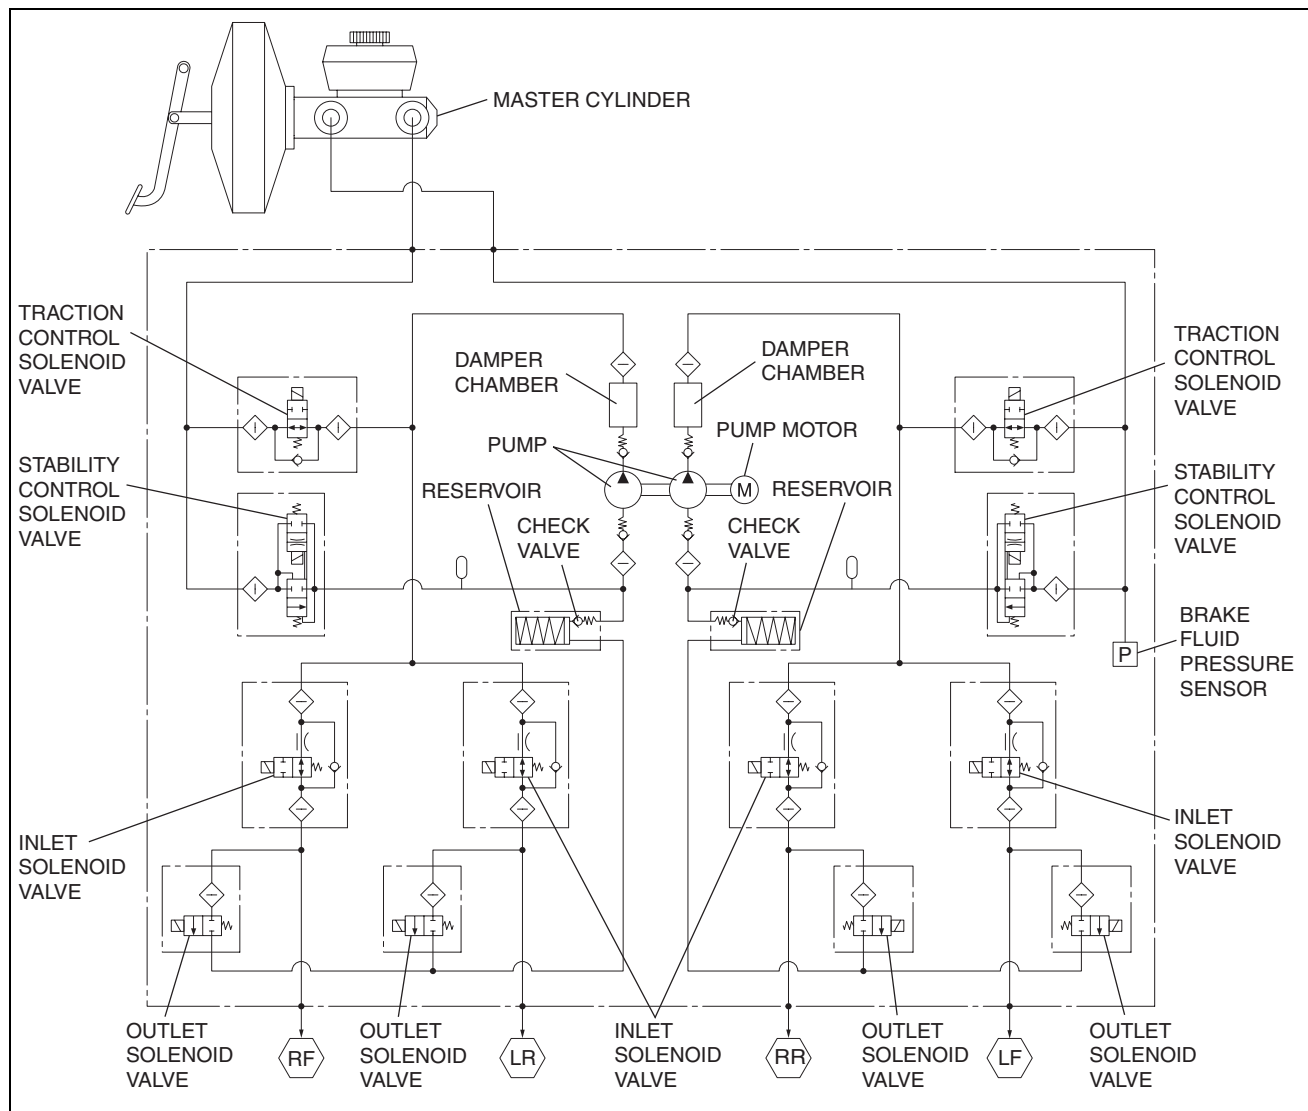 MASTER CYLINDER
TRACTION
CONTROL
SOLENOID
VALVE
DAMPER
CHAMBER
DAMPER
CHAMBER
TRACTION
CONTROL
SOLENOID
VALVE
PUMP
PUMP MOTOR
STABILITY
CONTROL
SOLENOID
VALVE
RESERVOIR
M
RESERVOIR
STABILITY
CONTROL
SOLENOID
VALVE
CHECK
VALVE
CHECK
VALVE
P
BRAKE
FLUID
PRESSURE
SENSOR
INLET
SOLENOID
VALVE
INLET
SOLENOID
VALVE
OUTLET
SOLENOID
VALVE
RF
OUTLET
SOLENOID
VALVE
LR
INLET
SOLENOID
VALVE
RR
OUTLET
SOLENOID
VALVE
LF
OUTLET
SOLENOID
VALVE